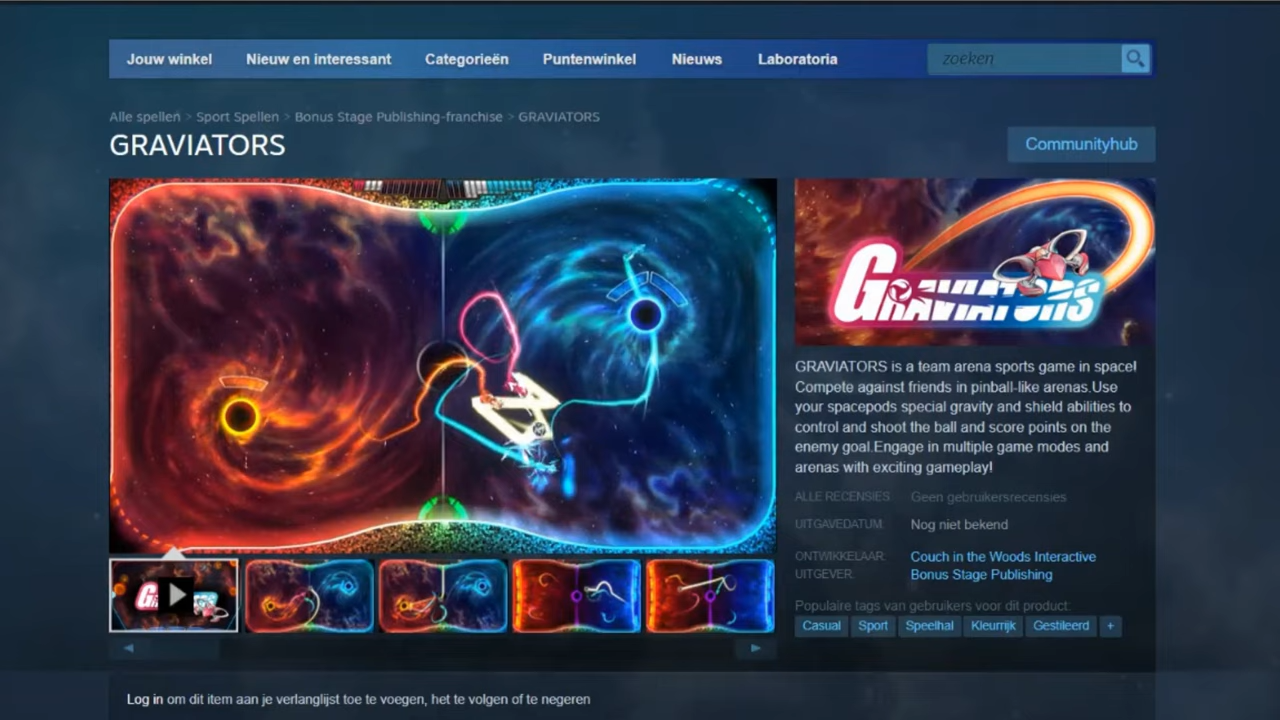 Jouw winkel Nieuw en interessant Categorieën Puntenwinkel Nieuws Laboratoria zoeken
Alle spellen > Sport Spellen > Bonus Stage Publishing-franchise > GRAVIATORS
GRAVIATORS
Communityhub
GRAVIATORS
GRAVIATORS is a team arena sports game in space!
Compete against friends in pinball-like arenas.Use
your spacepods special gravity and shield abilities to
control and shoot the ball and score points on the
enemy goal.Engage in multiple game modes and
arenas with exciting gameplay!
ALLE RECENSIES Geen gebruikersrecensies
UITGAVEDATUM: Nog niet bekend
ONTWIKKELAAR: Couch in the Woods Interactive
UITGEVER: Bonus Stage Publishing
Populaire tags van gebruikers voor dit product:
Casual Sport Speelhal Kleurrijk Gestileerd +
Log in om dit item aan je verlanglijst toe te voegen, het te volgen of te negeren